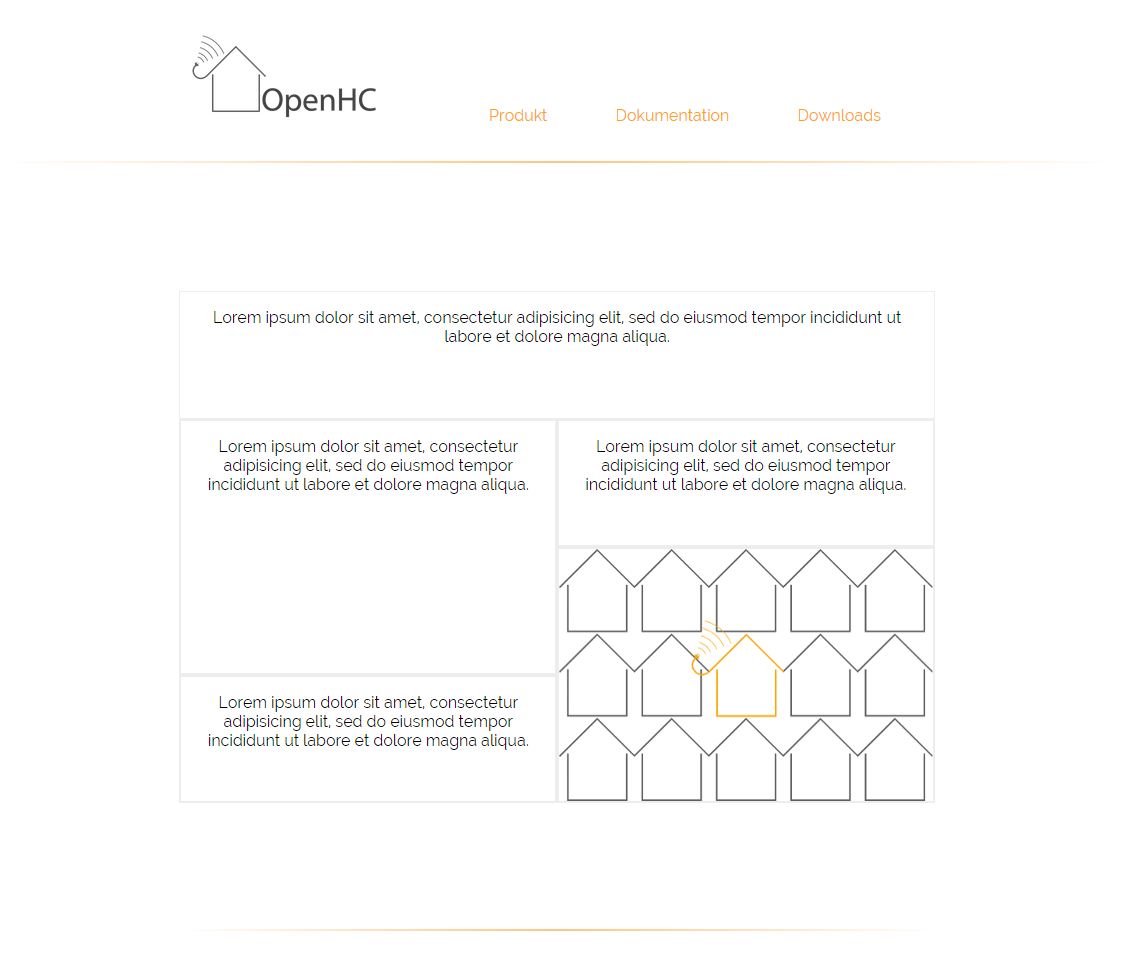 OpenHC
Produkt Dokumentation Downloads
Lorem ipsum dolor sit amet, consectetur adipisicing elit, sed do eiusmod tempor incididunt ut
labore et dolore magna aliqua.
Lorem ipsum dolor sit amet, consectetur
adipisicing elit, sed do eiusmod tempor
incididunt ut labore et dolore magna aliqua.
Lorem ipsum dolor sit amet, consectetur
adipisicing elit, sed do eiusmod tempor
incididunt ut labore et dolore magna aliqua.
Lorem ipsum dolor sit amet, consectetur
adipisicing elit, sed do eiusmod tempor
incididunt ut labore et dolore magna aliqua.